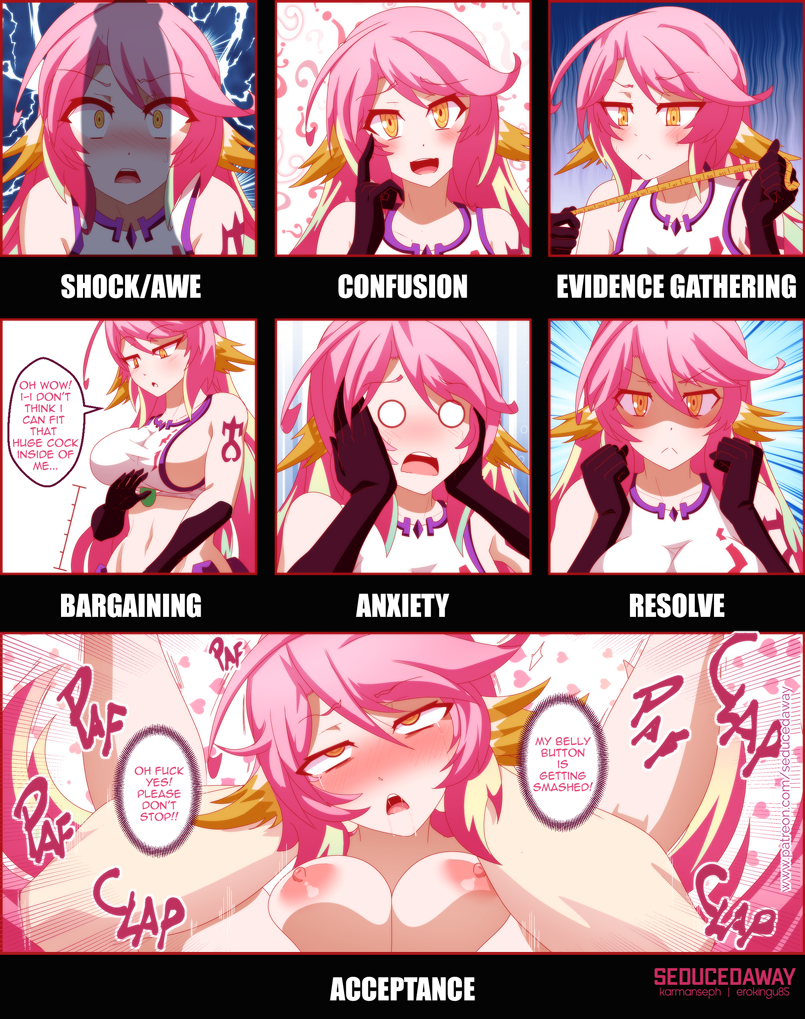 SHOCK/AWE
CONFUSION
EVIDENCE GATHERING
OH WOW!
I-I DON'T
THINK I
CAN FIT
THAT
HUGE COCK
INSIDE OF
ME...
BARGAINING
ANXIETY
RESOLVE
PAF
PAF
PAF
CLAP
OH FUCK
YES!
PLEASE
DON'T
STOP!!
MY BELLY
BUTTON
IS
GETTING
SMASHED!
PAF
CLAP
CLAP
www.patreon.com/seducedaway
ACCEPTANCE
SEDUCEDAWAY
karmanseph | erokingu85